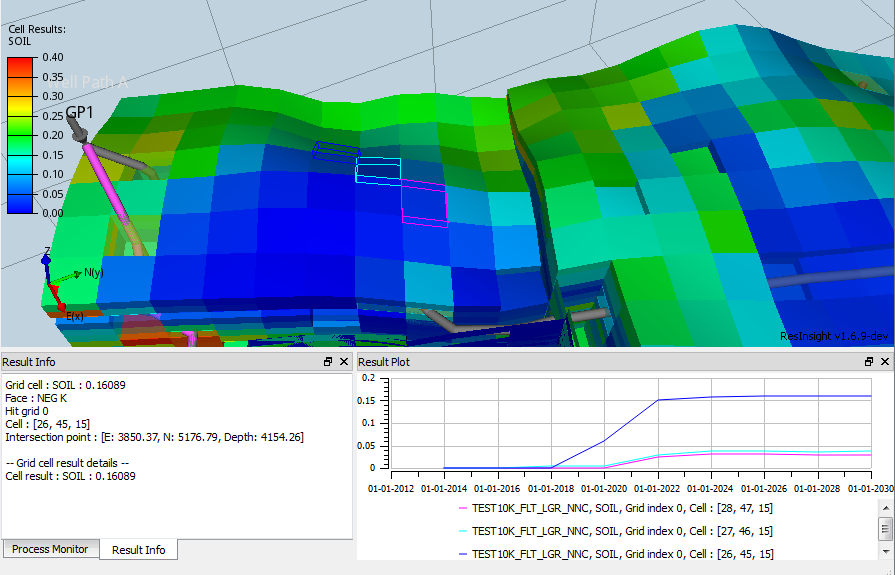 Cell Results:
SOIL
0.40
0.35
0.30
0.25
0.20
0.15
0.10
0.05
0.00
Well Path A
GP1
Z
N(y)
E(x)
ResInsight v1.6.9-dev
Result Info
Grid cell : SOIL : 0.16089
Face : NEG K
Hit grid 0
Cell : [26, 45, 15]
Intersection point : [E: 3850.37, N: 5176.79, Depth: 4154.26]
-- Grid cell result details --
Cell result : SOIL : 0.16089
Process Monitor
Result Info
Result Plot
0.2
0.15
0.1
0.05
0
01-01-2012 01-01-2014 01-01-2016 01-01-2018 01-01-2020 01-01-2022 01-01-2024 01-01-2026 01-01-2028 01-01-2030
TEST10K_FLT_LGR_NNC, SOIL, Grid index 0, Cell : [28, 47, 15]
TEST10K_FLT_LGR_NNC, SOIL, Grid index 0, Cell : [27, 46, 15]
TEST10K_FLT_LGR_NNC, SOIL, Grid index 0, Cell : [26, 45, 15]